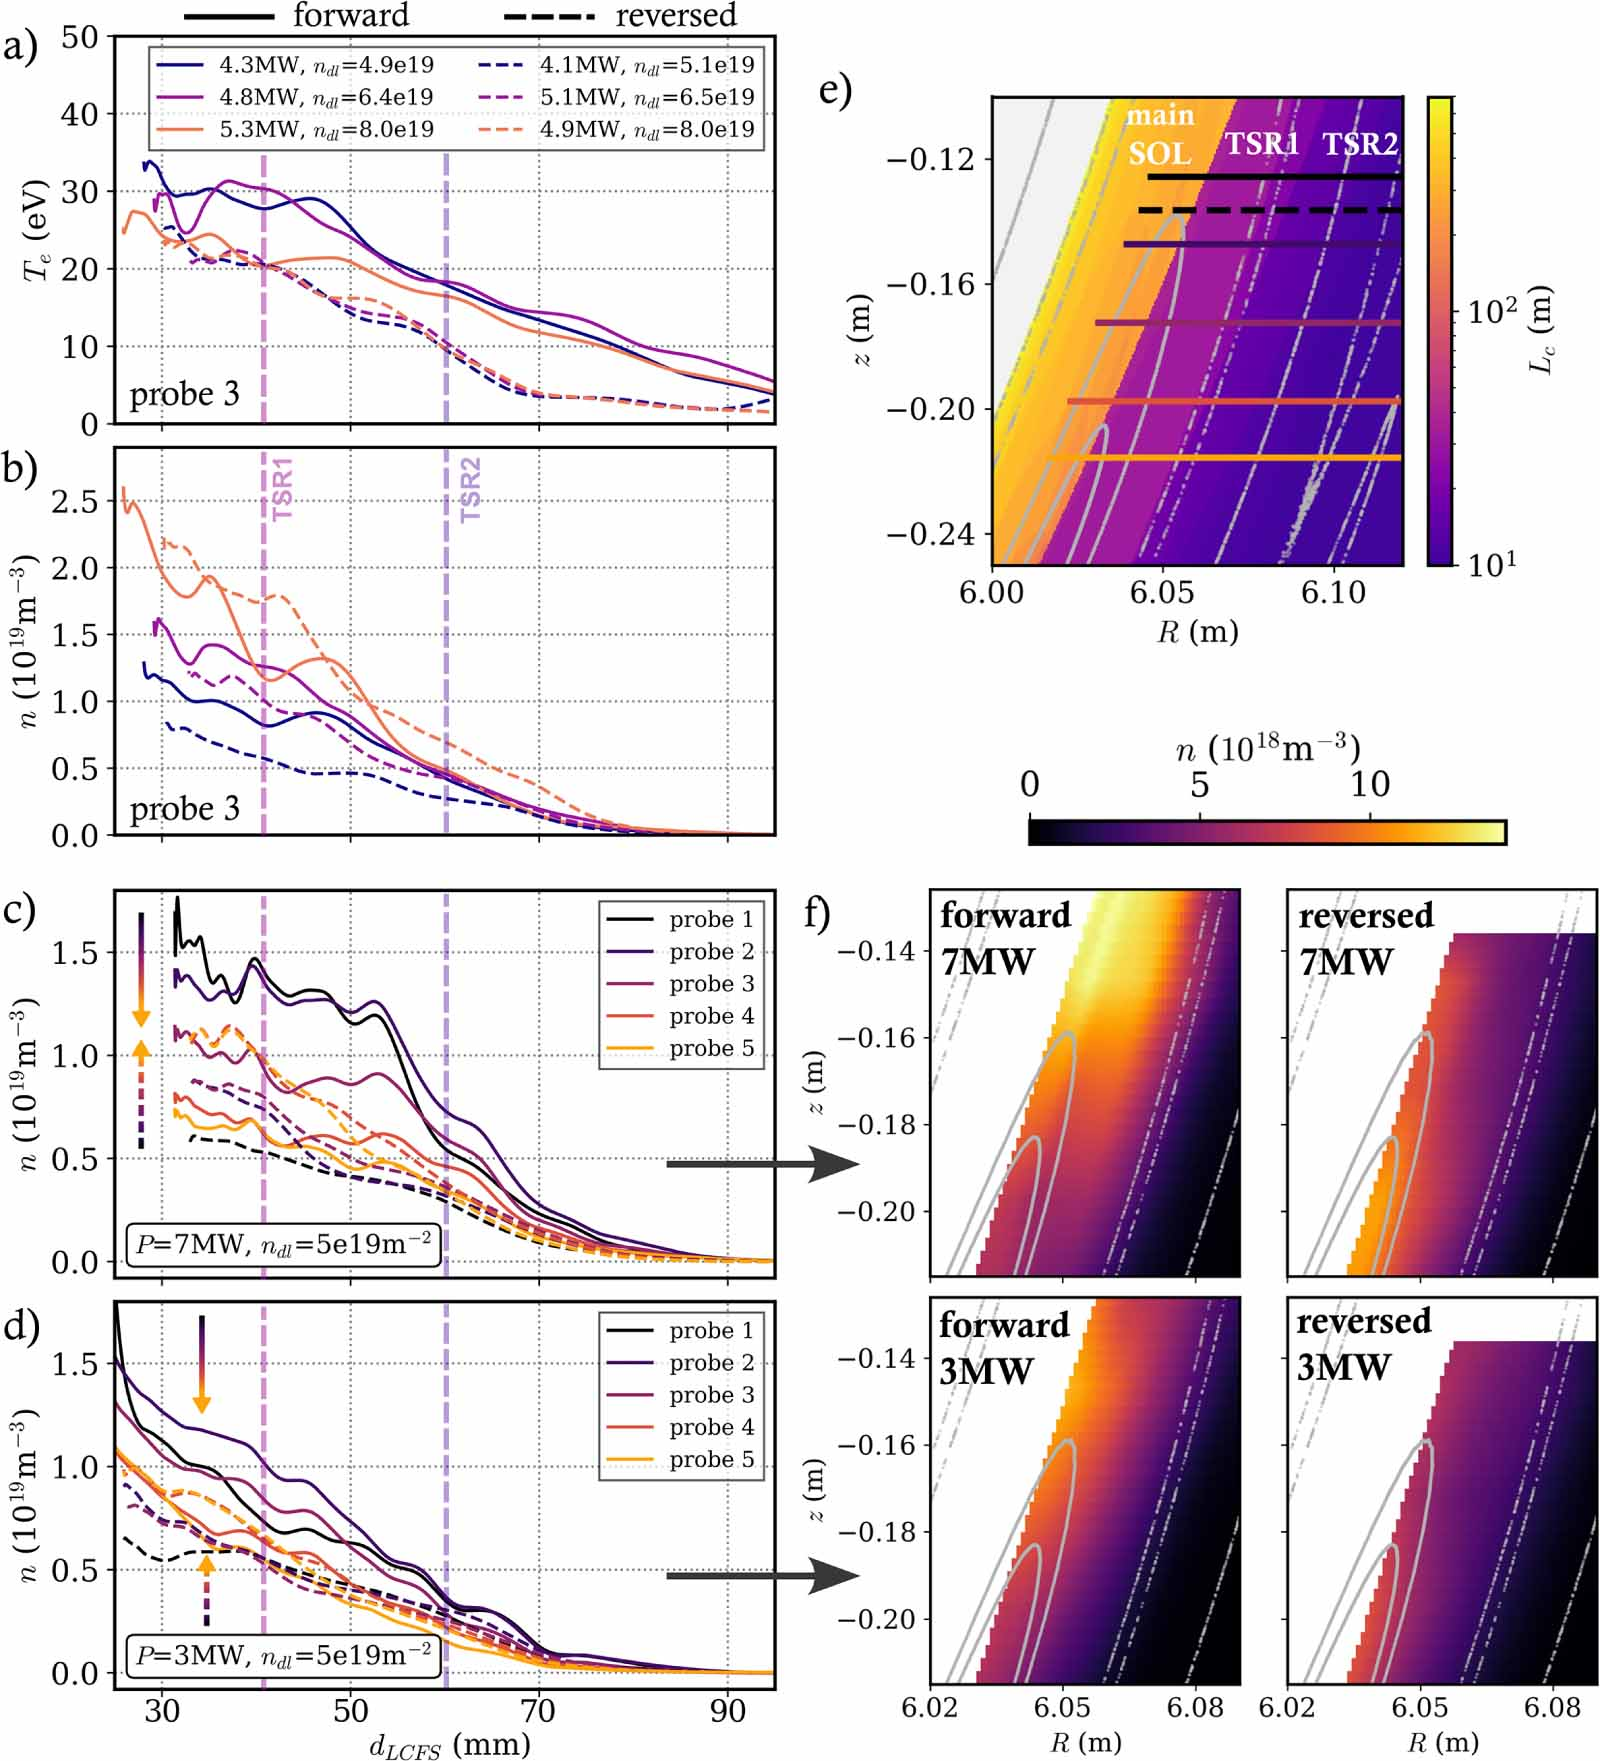 forward reversed
a)
50
40
30
20
10
0
T_e (eV)
4.3MW, n_dl=4.9e19 4.1MW, n_dl=5.1e19
4.8MW, n_dl=6.4e19 5.1MW, n_dl=6.5e19
5.3MW, n_dl=8.0e19 4.9MW, n_dl=8.0e19
probe 3
b)
2.5
2.0
1.5
1.0
0.5
0.0
n (10^19 m^−3)
TSR1
TSR2
probe 3
c)
1.5
1.0
0.5
0.0
n (10^19 m^−3)
probe 1
probe 2
probe 3
probe 4
probe 5
P=7MW, n_dl=5e19m^−2
d)
1.5
1.0
0.5
0.0
n (10^19 m^−3)
probe 1
probe 2
probe 3
probe 4
probe 5
P=3MW, n_dl=5e19m^−2
30 50 70 90
d_LCFS (mm)
e)
main
SOL
TSR1 TSR2
−0.12
−0.16
−0.20
−0.24
z (m)
6.00 6.05 6.10
R (m)
10^2
10^1
L_c (m)
n (10^18 m^−3)
0 5 10
f)
forward
7MW
reversed
7MW
−0.14
−0.16
−0.18
−0.20
z (m)
forward
3MW
reversed
3MW
−0.14
−0.16
−0.18
−0.20
z (m)
6.02 6.05 6.08 6.02 6.05 6.08
R (m) R (m)